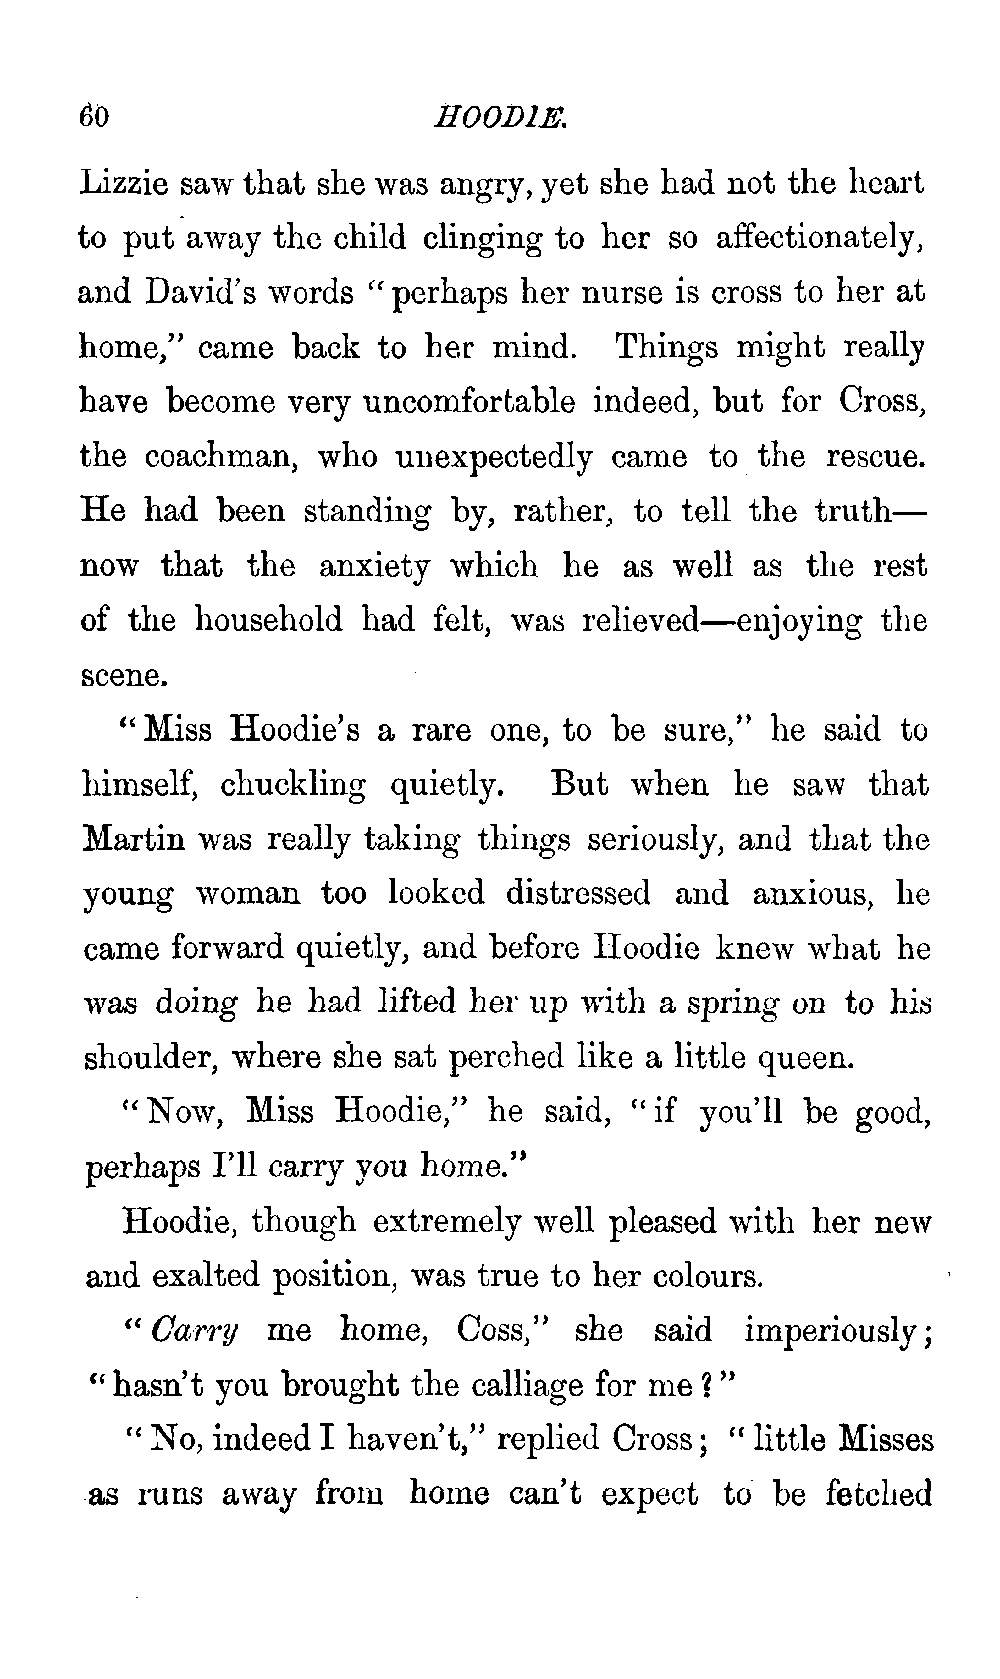 60 HOODIE.
Lizzie saw that she was angry, yet she had not the heart
to put away the child clinging to her so affectionately,
and David's words "perhaps her nurse is cross to her at
home," came back to her mind. Things might really
have become very uncomfortable indeed, but for Cross,
the coachman, who unexpectedly came to the rescue.
He had been standing by, rather, to tell the truth—
now that the anxiety which he as well as the rest
of the household had felt, was relieved—enjoying the
scene.
"Miss Hoodie's a rare one, to be sure," he said to
himself, chuckling quietly. But when he saw that
Martin was really taking things seriously, and that the
young woman too looked distressed and anxious, he
came forward quietly, and before Hoodie knew what he
was doing he had lifted her up with a spring on to his
shoulder, where she sat perched like a little queen.
"Now, Miss Hoodie," he said, "if you'll be good,
perhaps I'll carry you home."
Hoodie, though extremely well pleased with her new
and exalted position, was true to her colours.
"Carry me home, Coss," she said imperiously;
"hasn't you brought the calliage for me?"
"No, indeed I haven't," replied Cross; "little Misses
as runs away from home can't expect to be fetched